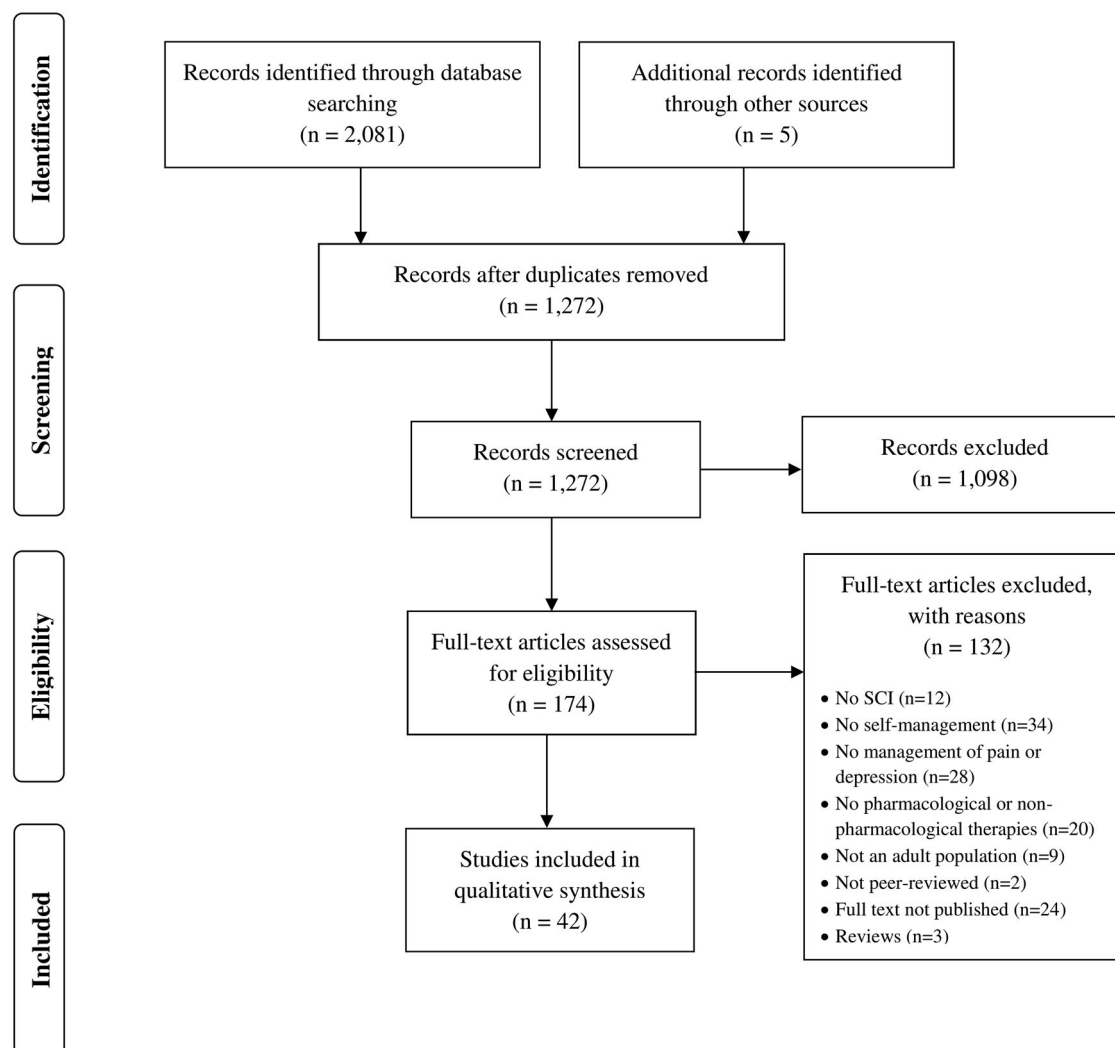 Identification
Records identified through database
searching
(n = 2,081)
Additional records identified
through other sources
(n = 5)
Records after duplicates removed
(n = 1,272)
Screening
Records screened
(n = 1,272)
Records excluded
(n = 1,098)
Eligibility
Full-text articles assessed
for eligibility
(n = 174)
Full-text articles excluded,
with reasons
(n = 132)
• No SCI (n=12)
• No self-management (n=34)
• No management of pain or
depression (n=28)
• No pharmacological or non-
pharmacological therapies (n=20)
• Not an adult population (n=9)
• Not peer-reviewed (n=2)
• Full text not published (n=24)
• Reviews (n=3)
Included
Studies included in
qualitative synthesis
(n = 42)